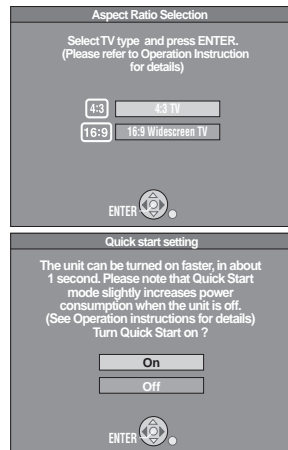 Aspect Ratio Selection
Select TV type and press ENTER.
(Please refer to Operation Instruction
for details)
4:3 4:3 TV
16:9 16:9 Widescreen TV
ENTER
Quick start setting
The unit can be turned on faster, in about
1 second. Please note that Quick Start
mode slightly increases power
consumption when the unit is off.
(See Operation instructions for details)
Turn Quick Start on ?
On
Off
ENTER